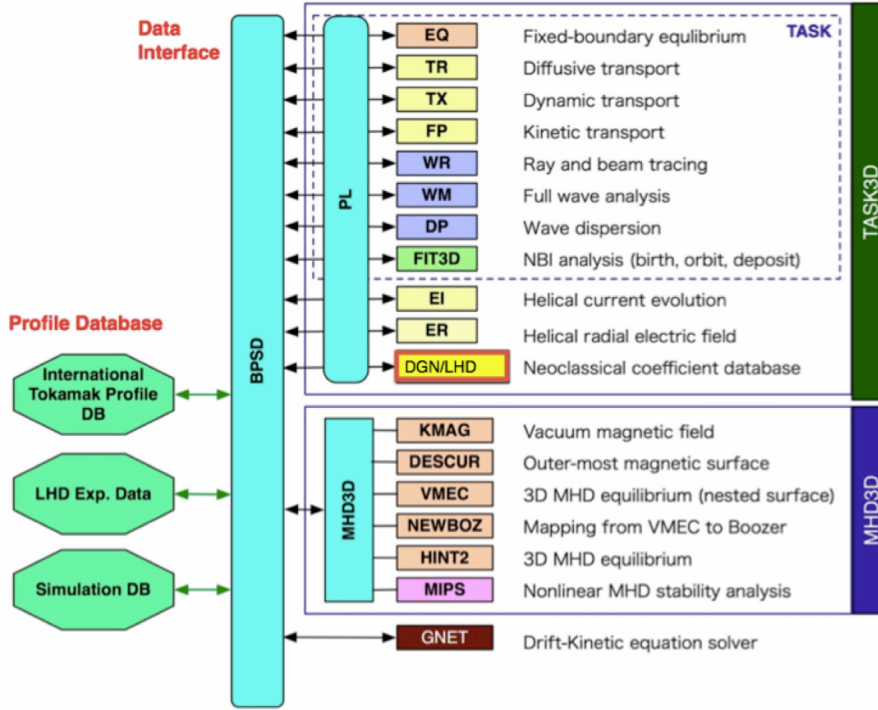 Data
Interface
TASK
EQ Fixed-boundary equlibrium
TR Diffusive transport
TX Dynamic transport
FP Kinetic transport
WR Ray and beam tracing
WM Full wave analysis
DP Wave dispersion
FIT3D NBI analysis (birth, orbit, deposit)
EI Helical current evolution
ER Helical radial electric field
DGN/LHD Neoclassical coefficient database
PL
BPSD
TASK3D
Profile Database
International
Tokamak Profile
DB
LHD Exp. Data
Simulation DB
MHD3D
KMAG Vacuum magnetic field
DESCUR Outer-most magnetic surface
VMEC 3D MHD equilibrium (nested surface)
NEWBOZ Mapping from VMEC to Boozer
HINT2 3D MHD equilibrium
MIPS Nonlinear MHD stability analysis
MHD3D
GNET Drift-Kinetic equation solver